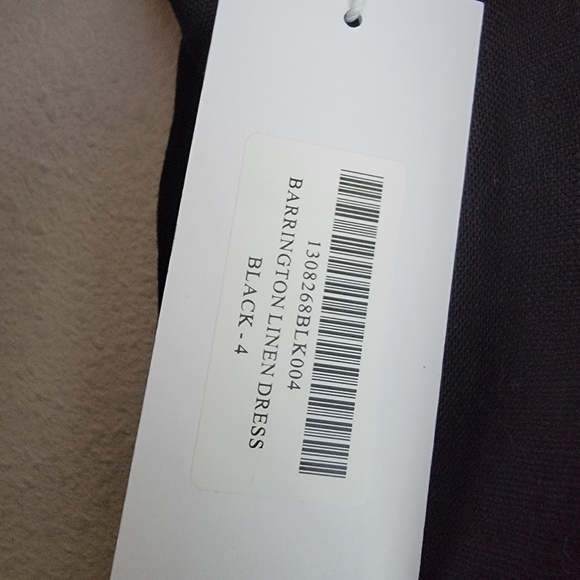 1308268BLK004
BARRINGTON LINEN DRESS
BLACK - 4